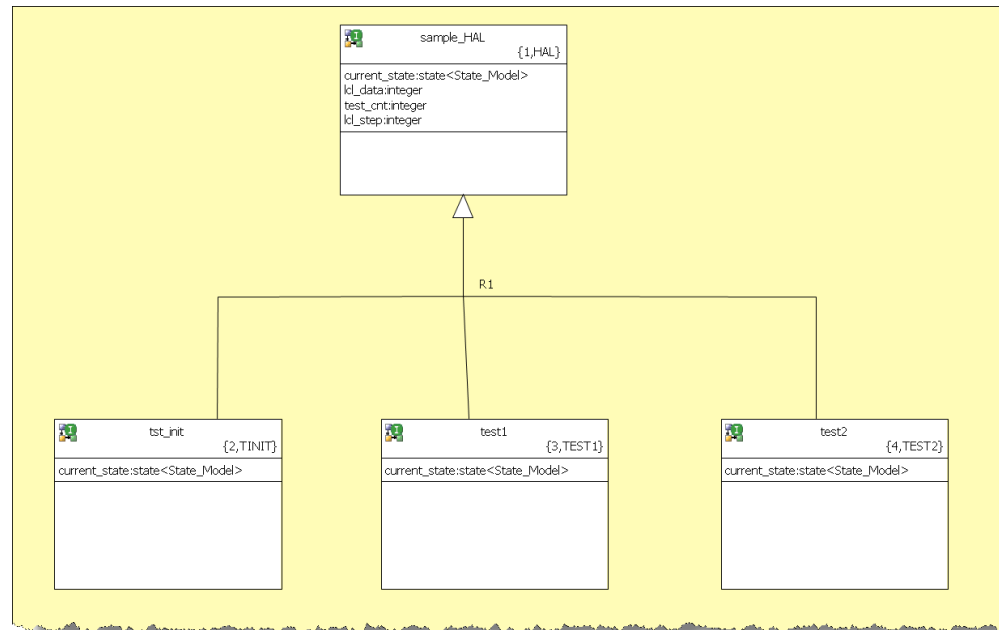 sample_HAL
{1,HAL}
current_state:state<State_Model>
lcl_data:integer
test_cnt:integer
lcl_step:integer
R1
tst_init
{2,TINIT}
current_state:state<State_Model>
test1
{3,TEST1}
current_state:state<State_Model>
test2
{4,TEST2}
current_state:state<State_Model>